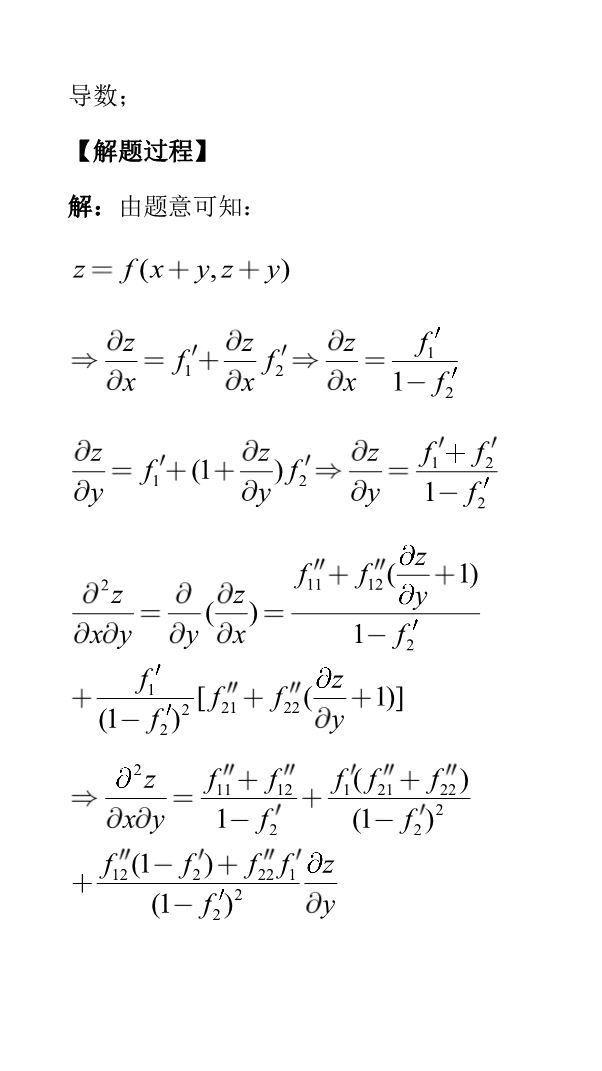 导数；
【解题过程】
解：由题意可知：
z = f(x+y, z+y)
⇒ ∂z/∂x = f₁′ + ∂z/∂x f₂′ ⇒ ∂z/∂x = f₁′/(1−f₂′)
∂z/∂y = f₁′ + (1+∂z/∂y) f₂′ ⇒ ∂z/∂y = (f₁′+f₂′)/(1−f₂′)
∂²z/∂x∂y = ∂/∂y (∂z/∂x) = (f₁₁″ + f₁₂″(∂z/∂y+1))/(1−f₂′)
+ f₁′/(1−f₂′)² [f₂₁″ + f₂₂″(∂z/∂y+1)]
⇒ ∂²z/∂x∂y = (f₁₁″+f₁₂″)/(1−f₂′) + f₁′(f₂₁″+f₂₂″)/(1−f₂′)²
+ (f₁₂″(1−f₂′)+f₂₂″f₁′)/(1−f₂′)² ∂z/∂y